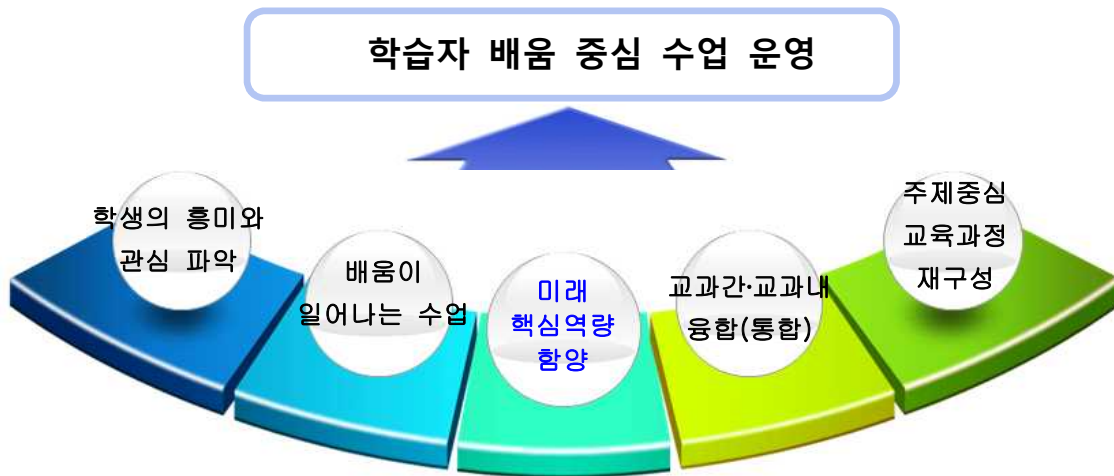 학습자 배움 중심 수업 운영
학생의 흥미와
관심 파악
배움이
일어나는 수업
미래
핵심역량
함양
교과간·교과내
융합(통합)
주제중심
교육과정
재구성